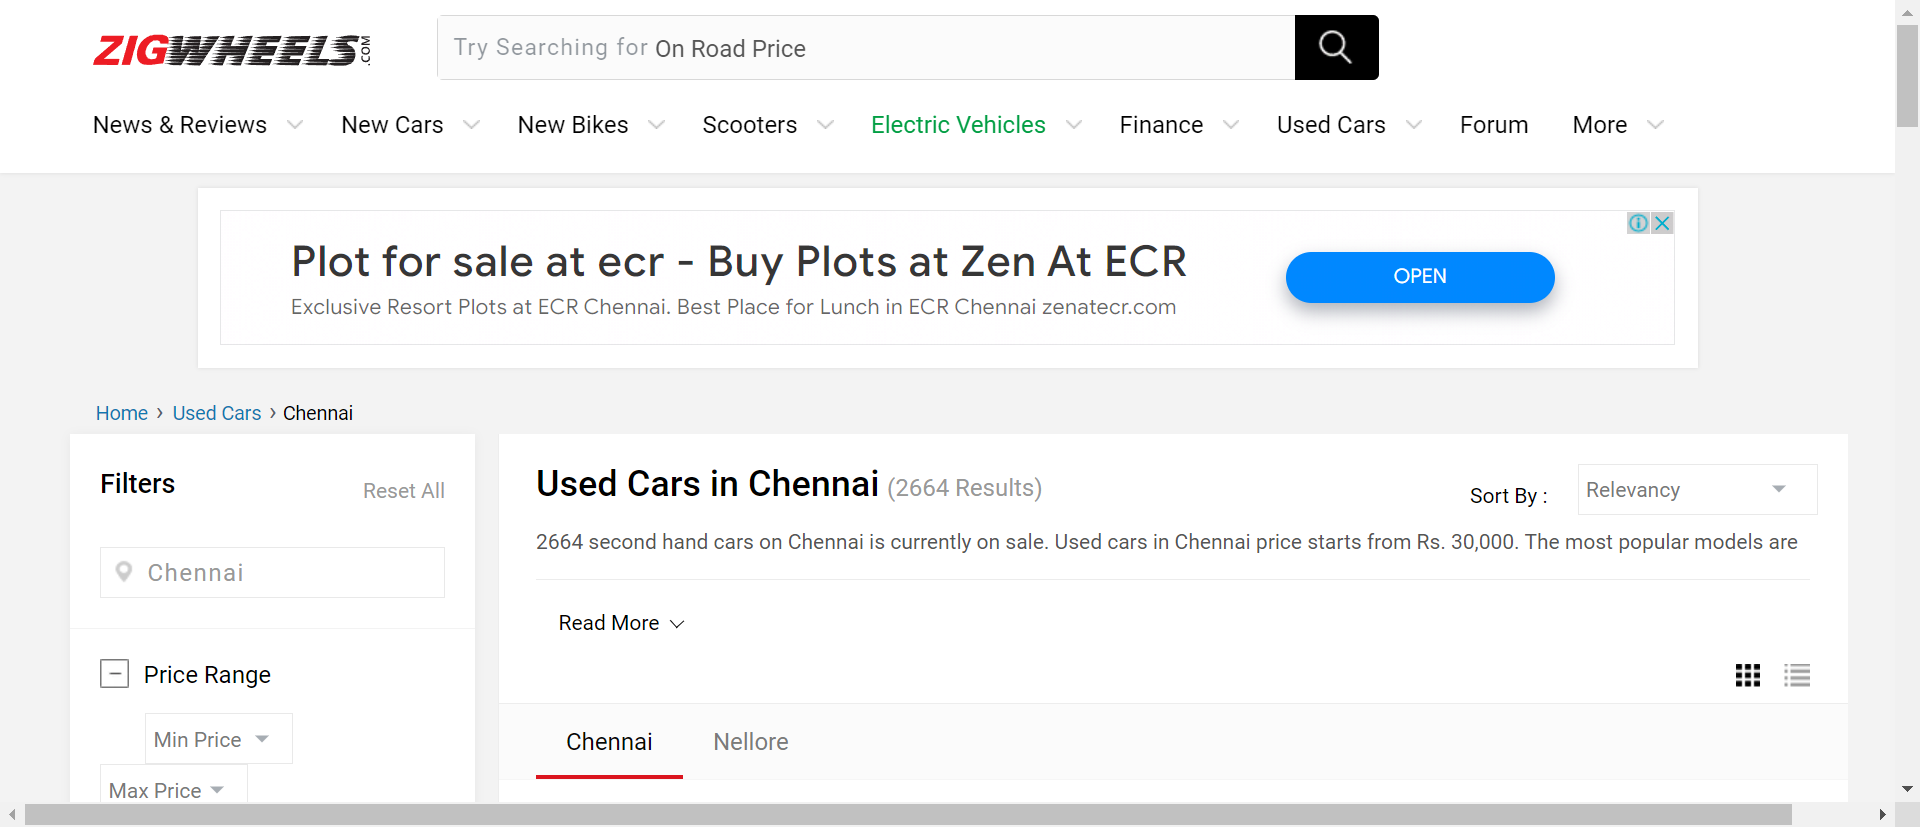 ZIGWHEELS.COM
Try Searching for On Road Price
News & Reviews New Cars New Bikes Scooters Electric Vehicles Finance Used Cars Forum More
Plot for sale at ecr - Buy Plots at Zen At ECR
Exclusive Resort Plots at ECR Chennai. Best Place for Lunch in ECR Chennai zenatecr.com
OPEN
Home › Used Cars › Chennai
Filters
Reset All
Chennai
Price Range
Min Price
Max Price
Used Cars in Chennai (2664 Results)
Sort By : Relevancy
2664 second hand cars on Chennai is currently on sale. Used cars in Chennai price starts from Rs. 30,000. The most popular models are
Read More
Chennai Nellore